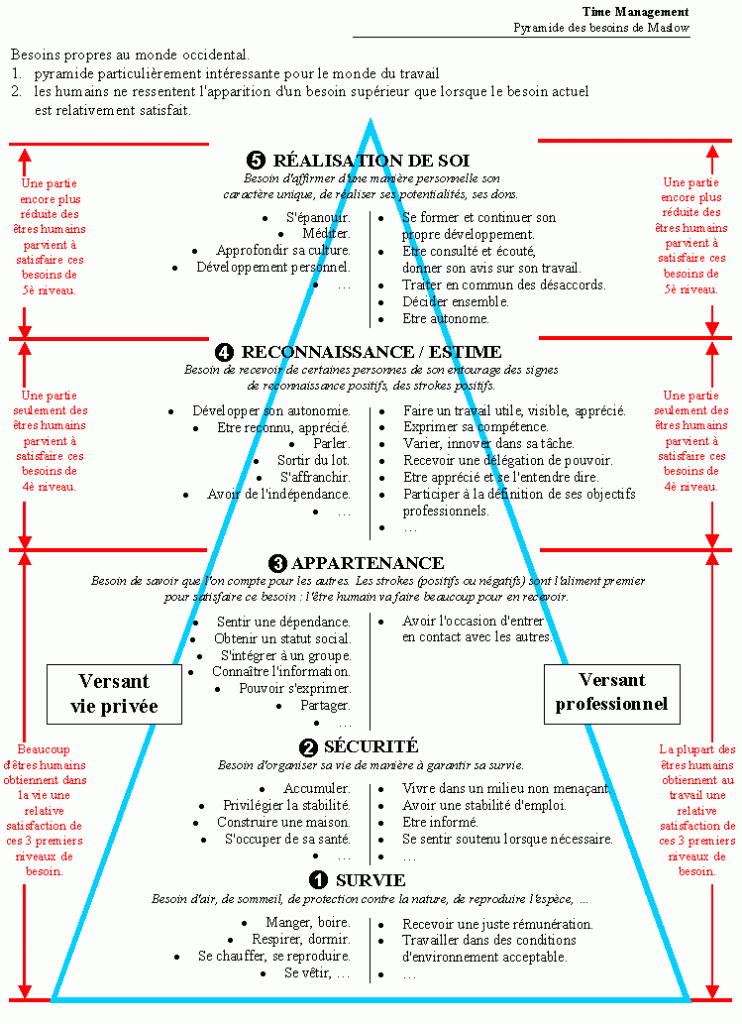 Time Management
Pyramide des besoins de Maslow
Besoins propres au monde occidental.
1. pyramide particulièrement intéressante pour le monde du travail
2. les humains ne ressentent l'apparition d'un besoin supérieur que lorsque le besoin actuel
est relativement satisfait.
5 RÉALISATION DE SOI
Besoin d'affirmer d'une manière personnelle son
caractère unique, de réaliser ses potentialités, ses dons.
• S'épanouir.
• Méditer.
• Approfondir sa culture.
• Développement personnel.
• …
• Se former et continuer son
propre développement.
• Etre consulté et écouté,
donner son avis sur son travail.
• Traiter en commun des désaccords.
• Décider ensemble.
• Etre autonome.
Une partie
encore plus
réduite des
êtres humains
parvient à
satisfaire ces
besoins de
5è niveau.
Une partie
encore plus
réduite des
êtres humains
parvient à
satisfaire ces
besoins de
5è niveau.
4 RECONNAISSANCE / ESTIME
Besoin de recevoir de certaines personnes de son entourage des signes
de reconnaissance positifs, des strokes positifs.
• Développer son autonomie.
• Etre reconnu, apprécié.
• Parler.
• Sortir du lot.
• S'affranchir.
• Avoir de l'indépendance.
• …
• Faire un travail utile, visible, apprécié.
• Exprimer sa compétence.
• Varier, innover dans sa tâche.
• Recevoir une délégation de pouvoir.
• Etre apprécié et se l'entendre dire.
• Participer à la définition de ses objectifs
professionnels.
• …
Une partie
seulement des
êtres humains
parvient à
satisfaire ces
besoins de
4è niveau.
Une partie
seulement des
êtres humains
parvient à
satisfaire ces
besoins de
4è niveau.
3 APPARTENANCE
Besoin de savoir que l'on compte pour les autres. Les strokes (positifs ou négatifs) sont l'aliment premier
pour satisfaire ce besoin : l'être humain va faire beaucoup pour en recevoir.
• Sentir une dépendance.
• Obtenir un statut social.
• S'intégrer à un groupe.
• Connaître l'information.
• Pouvoir s'exprimer.
• Partager.
• …
• Avoir l'occasion d'entrer
en contact avec les autres.
Versant
vie privée
Versant
professionnel
2 SÉCURITÉ
Besoin d'organiser sa vie de manière à garantir sa survie.
• Accumuler.
• Privilégier la stabilité.
• Construire une maison.
• S'occuper de sa santé.
• …
• Vivre dans un milieu non menaçant.
• Avoir une stabilité d'emploi.
• Etre informé.
• Se sentir soutenu lorsque nécessaire.
• …
Beaucoup
d'êtres humains
obtiennent dans
la vie une
relative
satisfaction de
ces 3 premiers
niveaux de
besoin.
La plupart des
êtres humains
obtiennent au
travail une
relative
satisfaction de
ces 3 premiers
niveaux de
besoin.
1 SURVIE
Besoin d'air, de sommeil, de protection contre la nature, de reproduire l'espèce, …
• Manger, boire.
• Respirer, dormir.
• Se chauffer, se reproduire.
• Se vêtir, …
• Recevoir une juste rémunération.
• Travailler dans des conditions
d'environnement acceptable.
• …